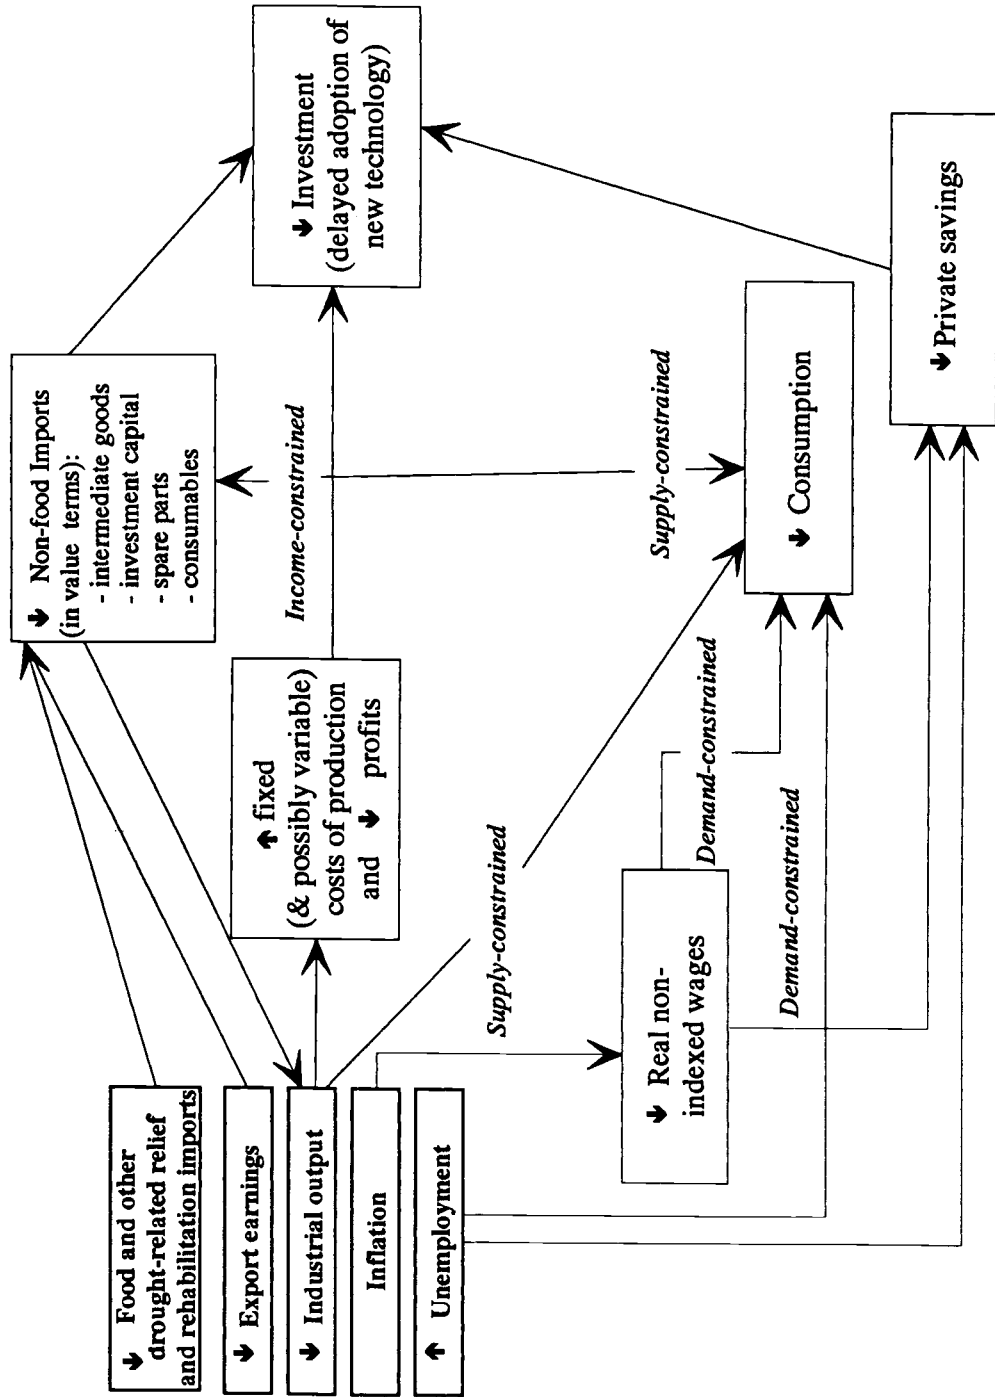 ↓ Food and other
drought-related relief
and rehabilitation imports
↓ Export earnings
↓ Industrial output
Inflation
↑ Unemployment
↓ Non-food Imports
(in value terms):
- intermediate goods
- investment capital
- spare parts
- consumables
↑ fixed
(& possibly variable)
costs of production
and ↓ profits
Income-constrained
↓ Investment
(delayed adoption of
new technology)
Supply-constrained
Supply-constrained
↓ Real non-
indexed wages
Demand-constrained
Demand-constrained
↓ Consumption
↓ Private savings